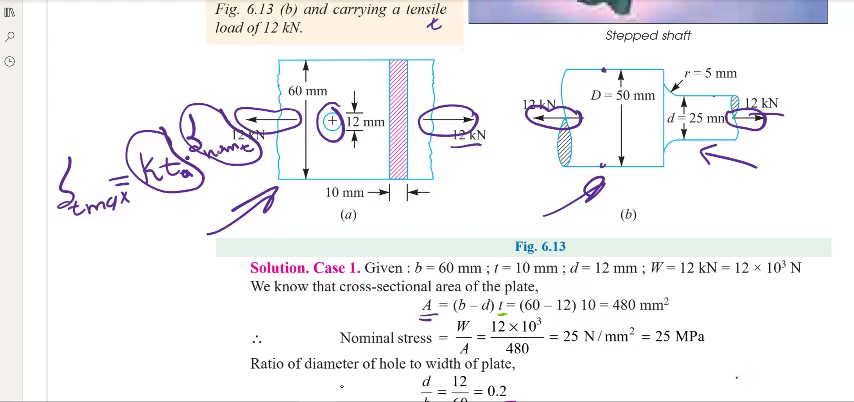 Fig. 6.13 (b) and carrying a tensile
load of 12 kN.
t
Stepped shaft
60 mm
12 mm
12 kN
12 kN
10 mm
(a)
σtmax = Kta · σnom t
r = 5 mm
D = 50 mm
d = 25 mm
12 kN
12 kN
(b)
Fig. 6.13
Solution. Case 1. Given : b = 60 mm ; t = 10 mm ; d = 12 mm ; W = 12 kN = 12 × 10³ N
We know that cross-sectional area of the plate,
A = (b – d) t = (60 – 12) 10 = 480 mm²
∴ Nominal stress = W/A = 12 × 10³/480 = 25 N / mm² = 25 MPa
Ratio of diameter of hole to width of plate,
d/b = 12/60 = 0.2